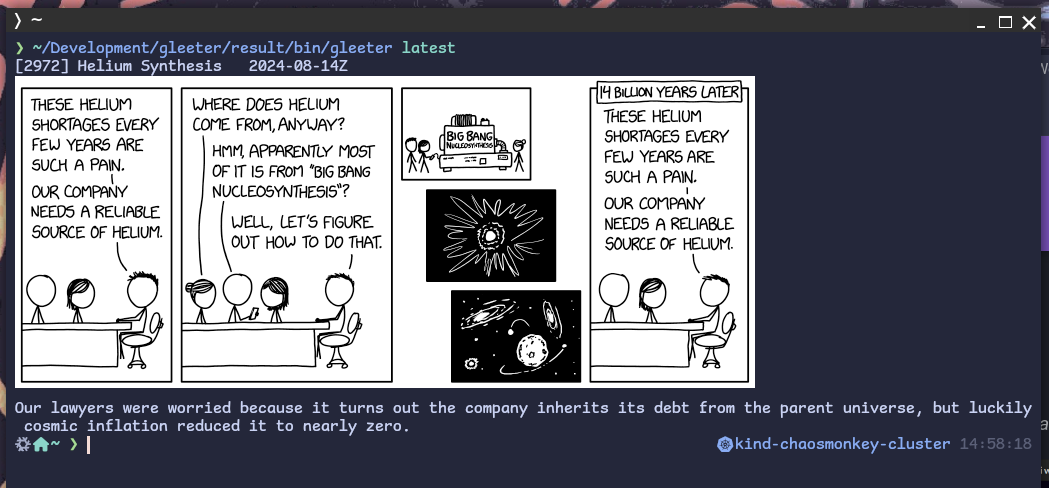 ❯ ~
❯ ~/Development/gleeter/result/bin/gleeter latest
[2972] Helium Synthesis 2024-08-14Z
THESE HELIUM
SHORTAGES EVERY
FEW YEARS ARE
SUCH A PAIN.
OUR COMPANY
NEEDS A RELIABLE
SOURCE OF HELIUM.
WHERE DOES HELIUM
COME FROM, ANYWAY?
HMM, APPARENTLY MOST
OF IT IS FROM "BIG BANG
NUCLEOSYNTHESIS"?
WELL, LET'S FIGURE
OUT HOW TO DO THAT.
BIG BANG
NUCLEOSYNTHESIS
14 BILLION YEARS LATER
THESE HELIUM
SHORTAGES EVERY
FEW YEARS ARE
SUCH A PAIN.
OUR COMPANY
NEEDS A RELIABLE
SOURCE OF HELIUM.
Our lawyers were worried because it turns out the company inherits its debt from the parent universe, but luckily
cosmic inflation reduced it to nearly zero.
~ ❯ kind-chaosmonkey-cluster 14:58:18